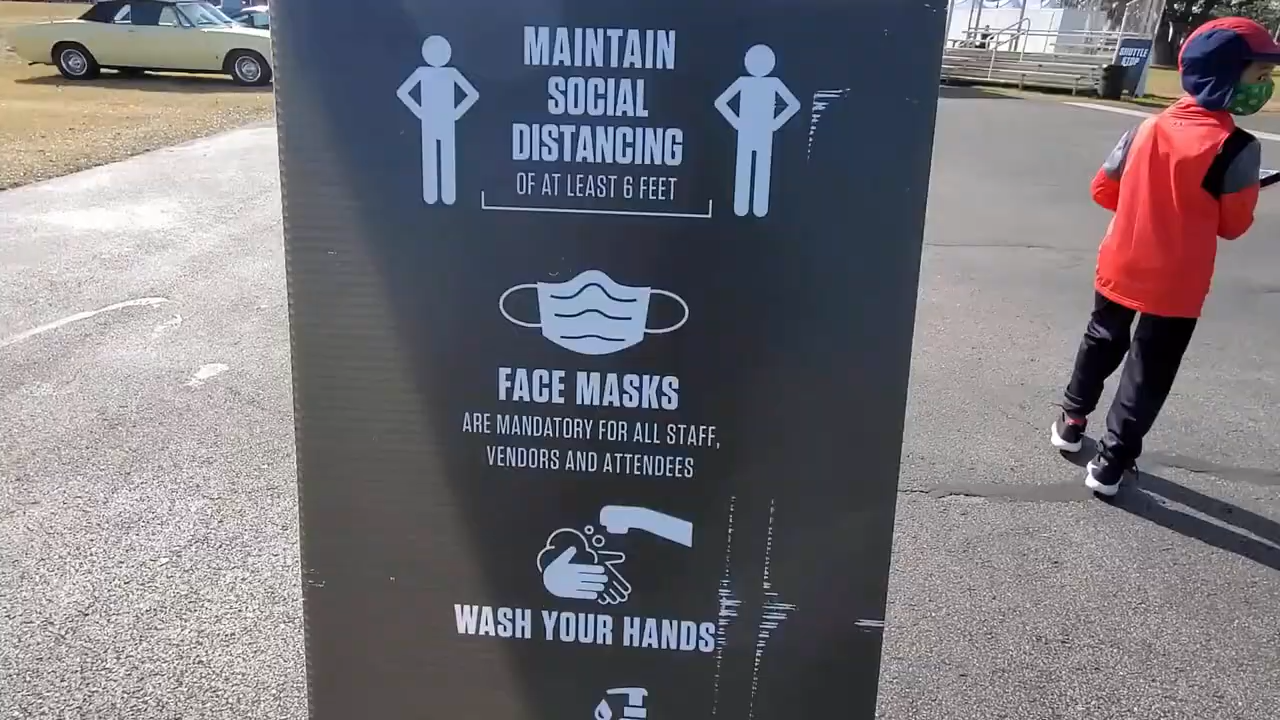 MAINTAIN
SOCIAL
DISTANCING
OF AT LEAST 6 FEET
SHUTTLE
STOP
FACE MASKS
ARE MANDATORY FOR ALL STAFF,
VENDORS AND ATTENDEES
WASH YOUR HANDS